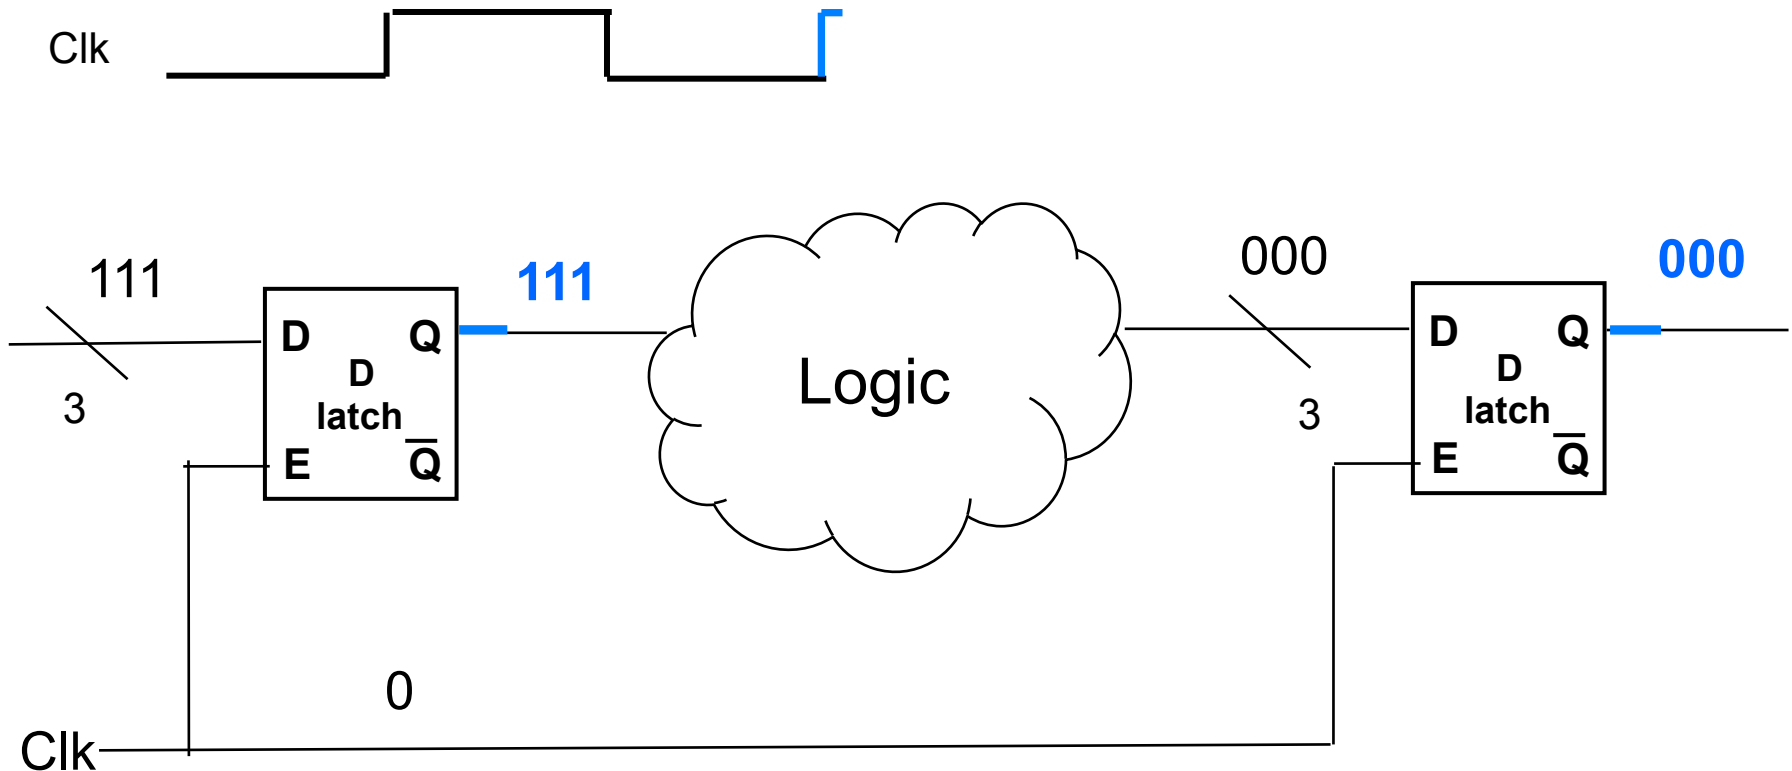 Clk
111
3
D Q
D
latch
E Q̅
111
Logic
000
3
D Q
D
latch
E Q̅
000
0
Clk